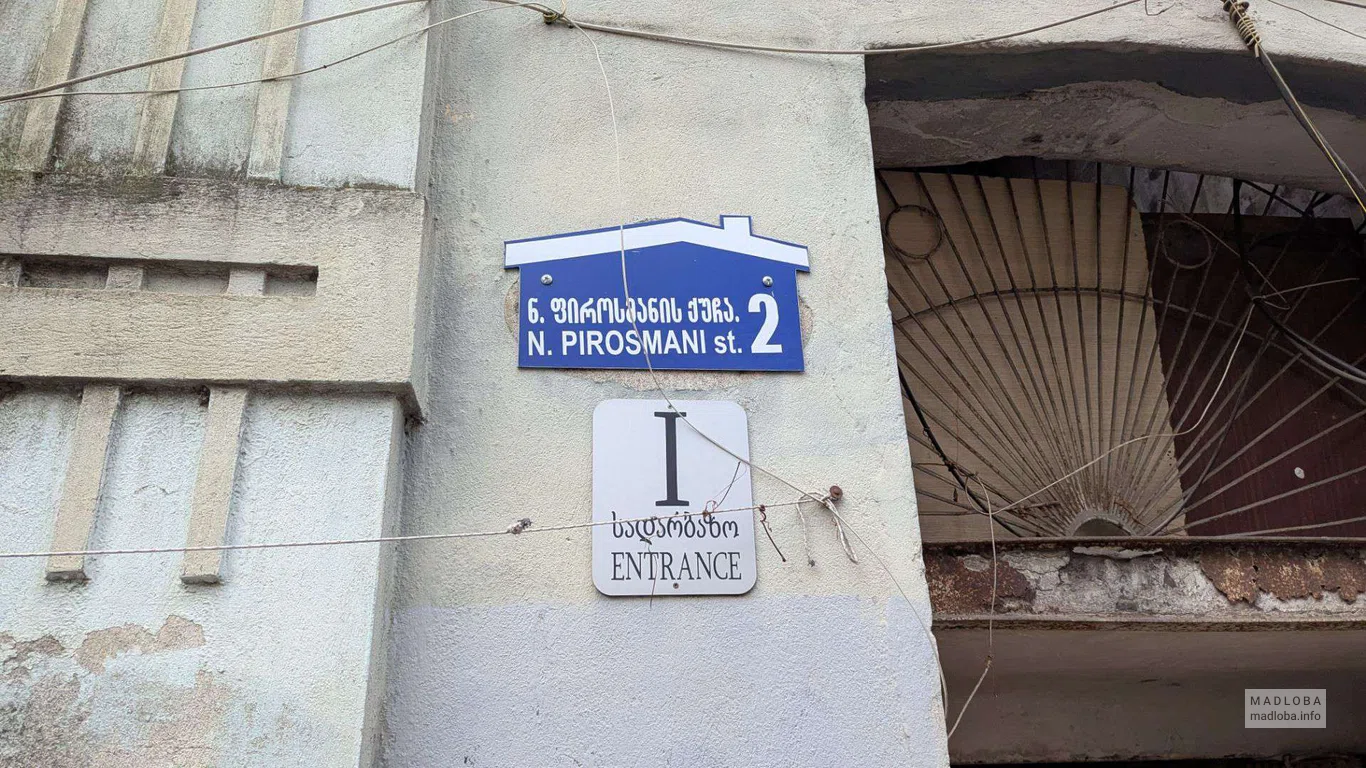 ნ. ფიროსმანის ქუჩა. 2
N. PIROSMANI st.
I
სადარბაზო
ENTRANCE
MADLOBA
madloba.info